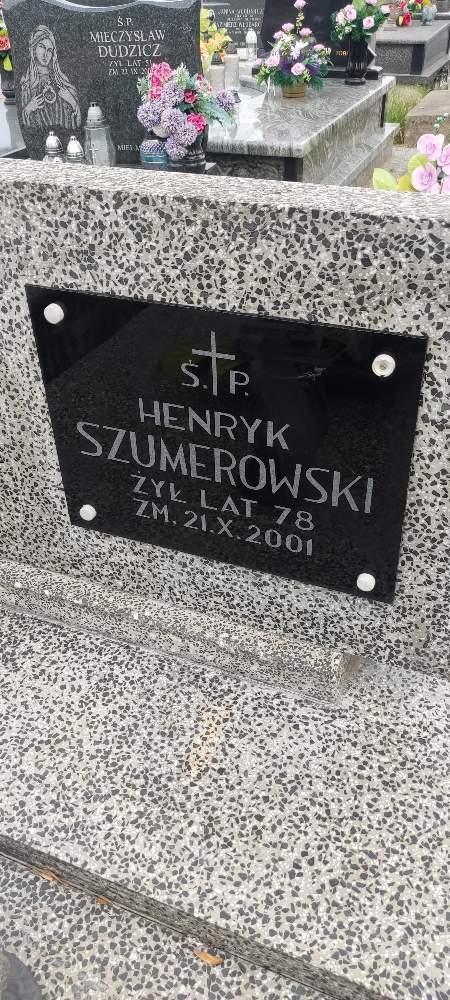 Ś.P.
MIECZYSŁAW
DUDZICZ
Ś. P.
HENRYK
SZUMEROWSKI
ŻYŁ LAT 78
ZM. 21.X.2001